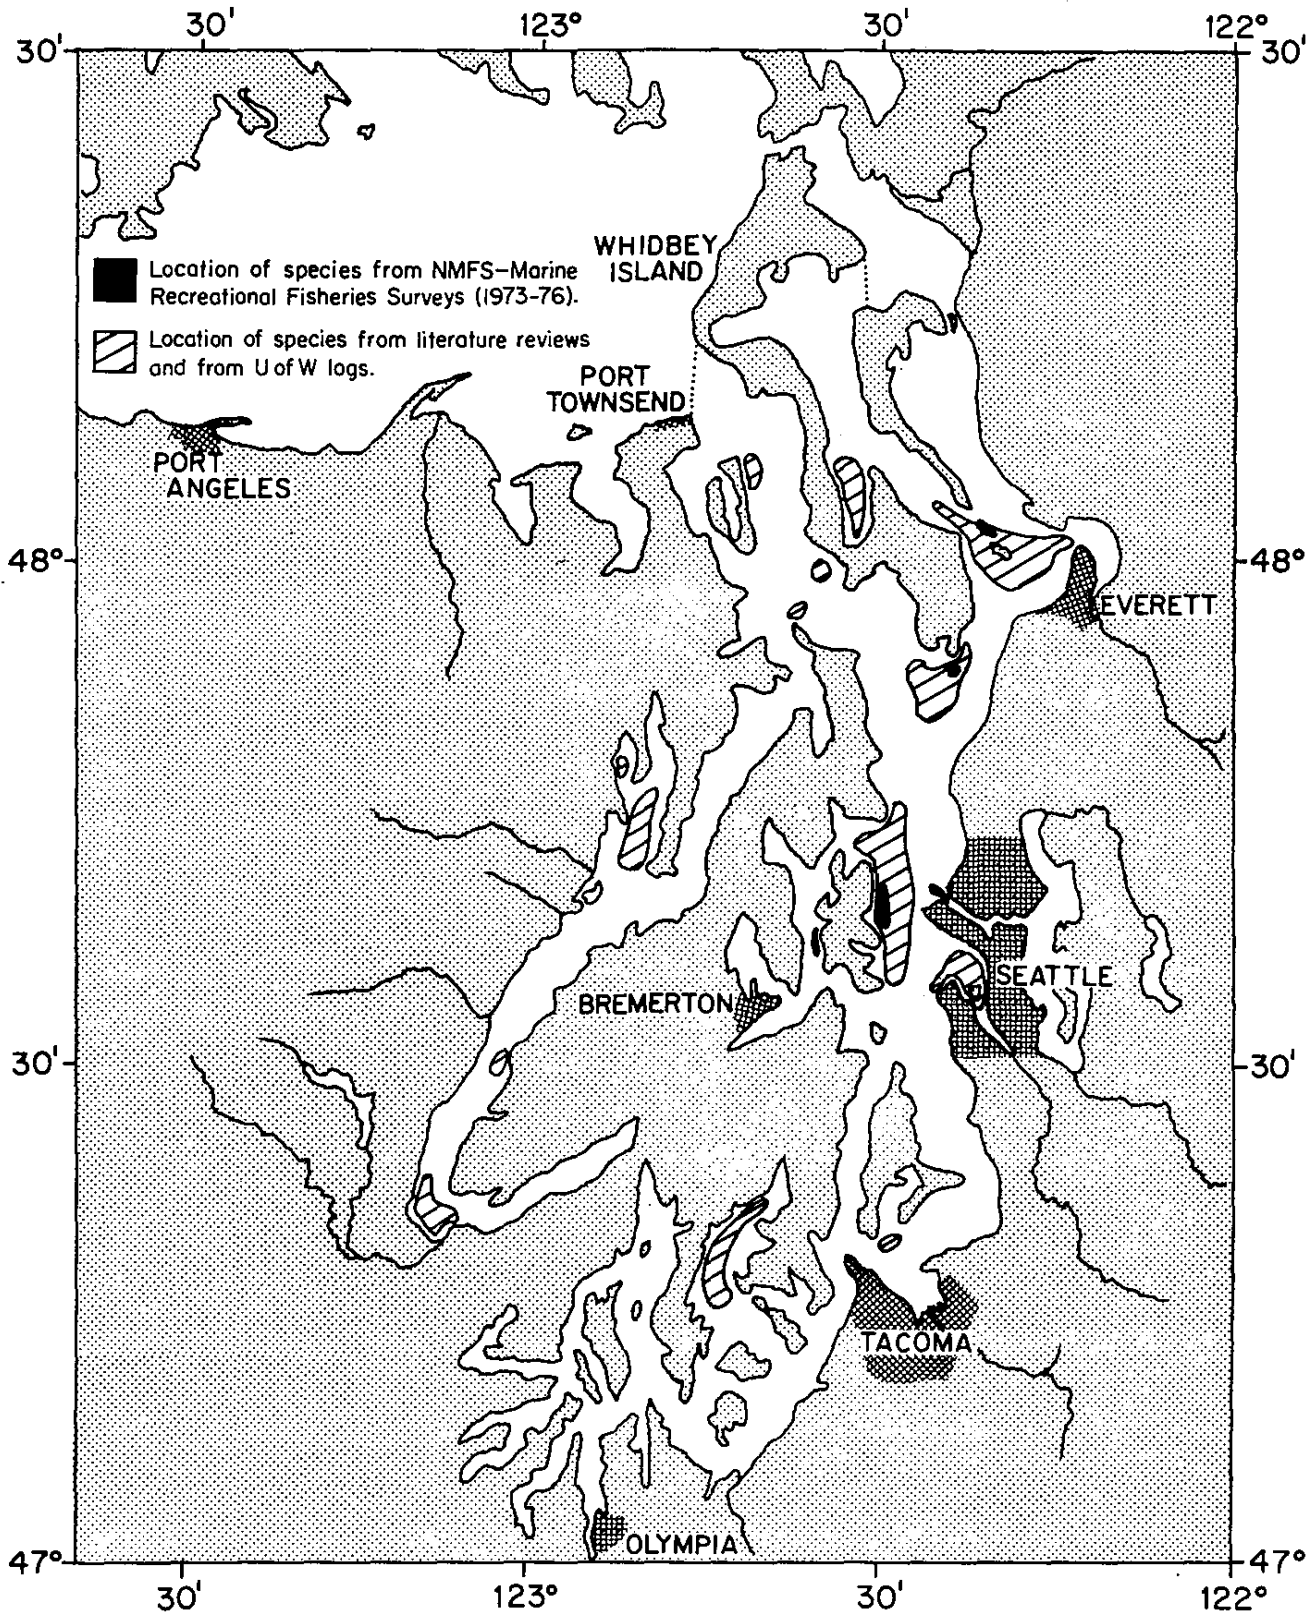 30' 123° 30' 122°
30' 30'
WHIDBEY
ISLAND
Location of species from NMFS-Marine
Recreational Fisheries Surveys (1973-76).
Location of species from literature reviews
and from U of W logs.
PORT
TOWNSEND
PORT
ANGELES
48° 48°
EVERETT
SEATTLE
BREMERTON
30' 30'
TACOMA
OLYMPIA
47° 47°
30' 123° 30' 122°